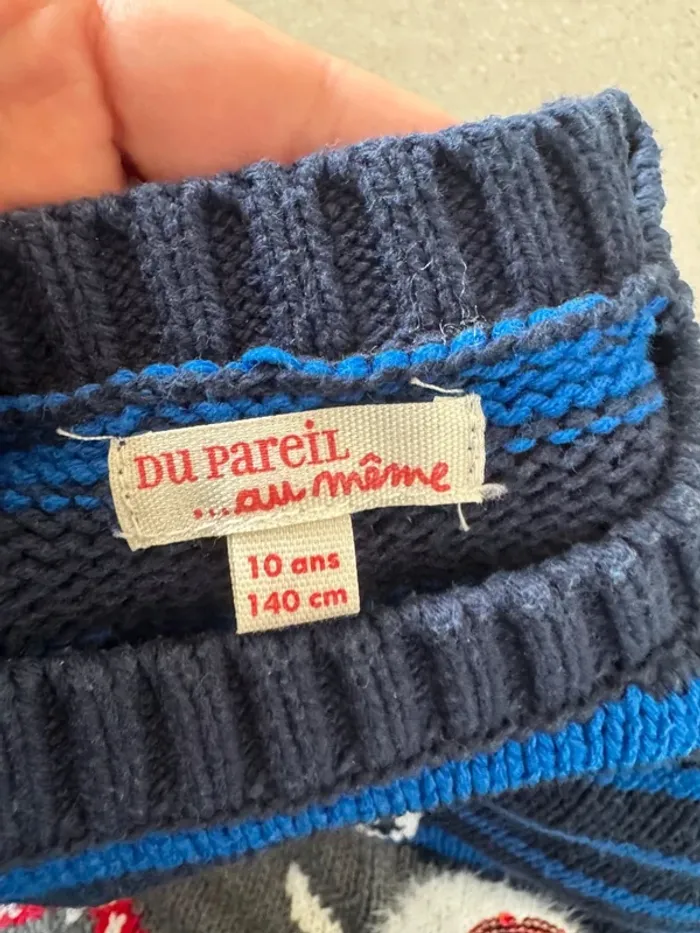 DU PAREIL
...au même
10 ans
140 cm